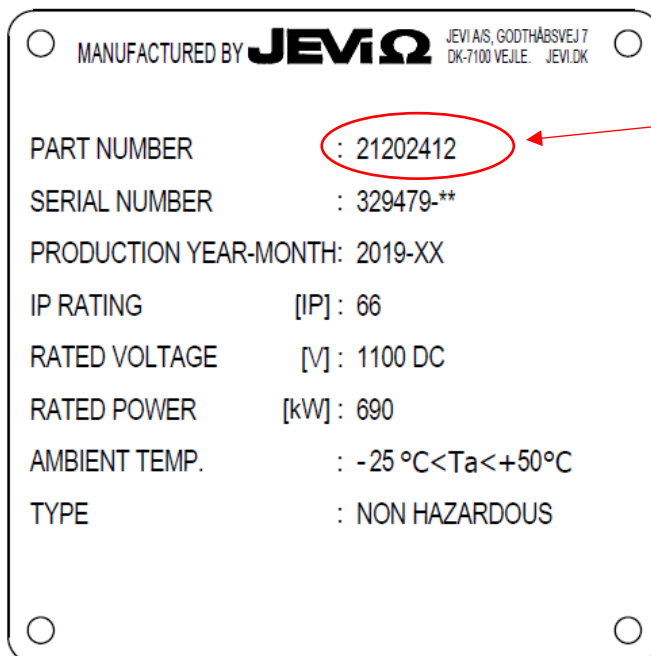 MANUFACTURED BY JEVI Ω JEVI A/S, GODTHÅBSVEJ 7
DK-7100 VEJLE. JEVI.DK
PART NUMBER : 21202412
SERIAL NUMBER : 329479-**
PRODUCTION YEAR-MONTH: 2019-XX
IP RATING [IP] : 66
RATED VOLTAGE [V] : 1100 DC
RATED POWER [kW] : 690
AMBIENT TEMP. : -25 °C<Ta<+50°C
TYPE : NON HAZARDOUS